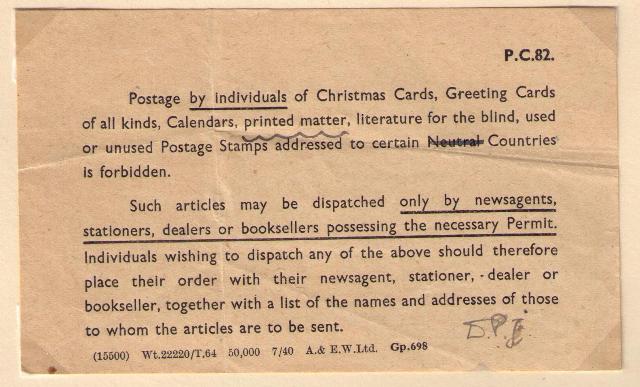 P.C.82.
Postage by individuals of Christmas Cards, Greeting Cards
of all kinds, Calendars, printed matter, literature for the blind, used
or unused Postage Stamps addressed to certain Neutral Countries
is forbidden.
Such articles may be dispatched only by newsagents,
stationers, dealers or booksellers possessing the necessary Permit.
Individuals wishing to dispatch any of the above should therefore
place their order with their newsagent, stationer, dealer or
bookseller, together with a list of the names and addresses of those
to whom the articles are to be sent.
(15500) Wt.22220/T.64 50,000 7/40 A.& E.W.Ltd. Gp.698